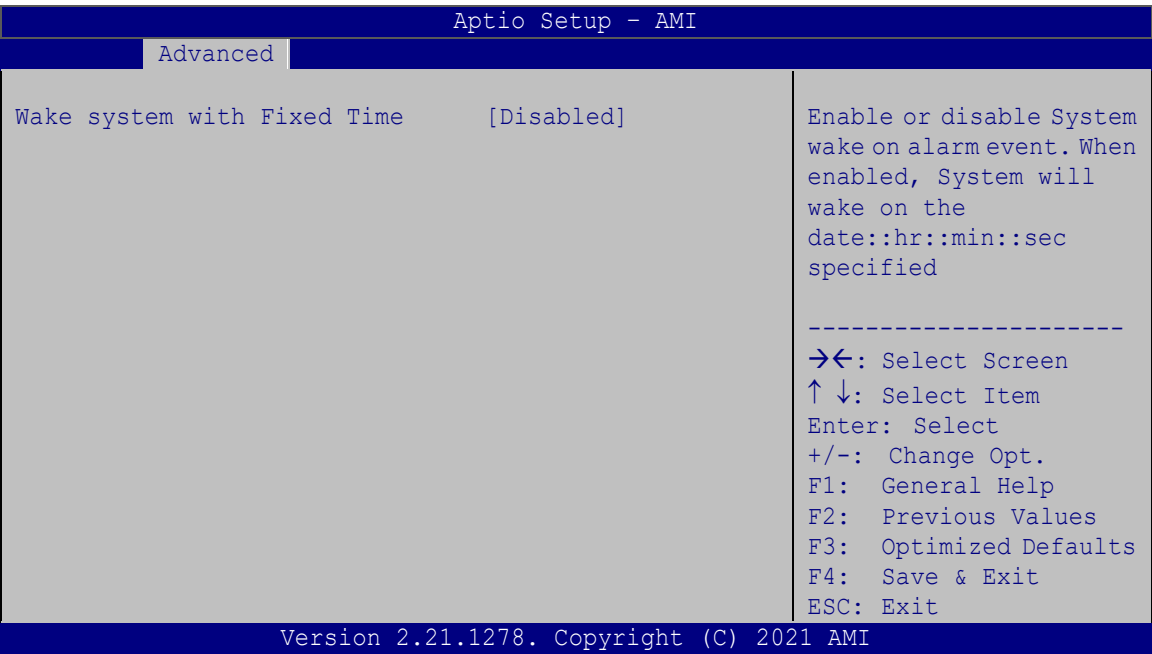 Aptio Setup – AMI
Advanced
Wake system with Fixed Time [Disabled]
Enable or disable System
wake on alarm event. When
enabled, System will
wake on the
date::hr::min::sec
specified
----------------------
→←: Select Screen
↑ ↓: Select Item
Enter: Select
+/-: Change Opt.
F1: General Help
F2: Previous Values
F3: Optimized Defaults
F4: Save & Exit
ESC: Exit
Version 2.21.1278. Copyright (C) 2021 AMI